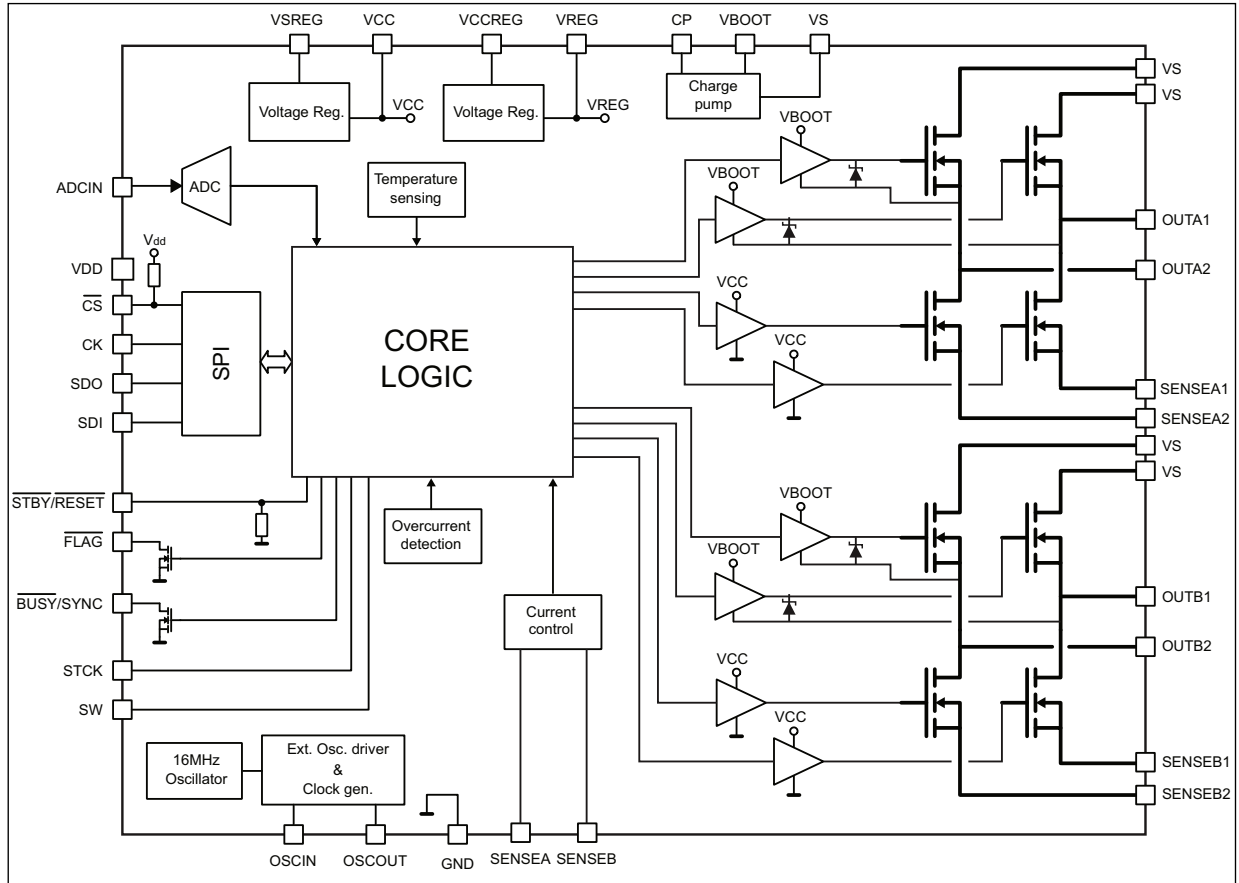 VSREG
VCC
VCCREG
VREG
CP
VBOOT
VS
Voltage Reg.
VCC
Voltage Reg.
VREG
Charge
pump
VS
VS
VBOOT
ADCIN
ADC
Temperature
sensing
VBOOT
OUTA1
Vdd
VDD
OUTA2
CS
VCC
CK
SPI
CORE
LOGIC
VCC
SDO
SENSEA1
SDI
SENSEA2
VS
VS
STBY/RESET
VBOOT
FLAG
Overcurrent
detection
VBOOT
BUSY/SYNC
Current
control
OUTB1
OUTB2
STCK
VCC
SW
VCC
16MHz
Oscillator
Ext. Osc. driver
&
Clock gen.
SENSEB1
SENSEB2
OSCIN
OSCOUT
GND
SENSEA
SENSEB